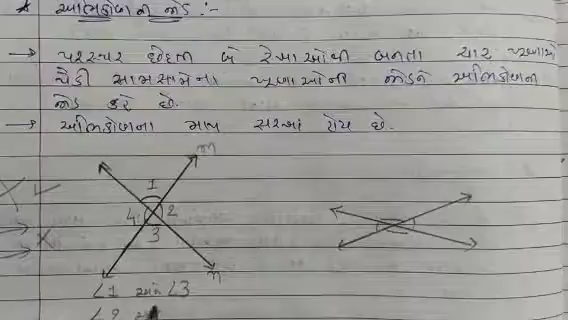 * અભિકોણની જોડ :-
→ પરસ્પર છેદતી બે રેખાઓથી બનતા ચાર ખૂણાઓ
પૈકી સામસામેના ખૂણાઓની જોડને અભિકોણની
જોડ કહે છે.
→ અભિકોણના માપ સરખાં હોય છે.
m
1
4 2
3
n
∠1 અને ∠3
∠2